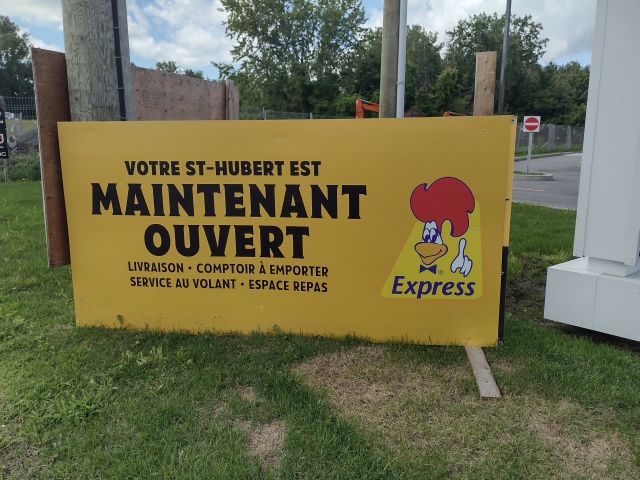 VOTRE ST-HUBERT EST
MAINTENANT
OUVERT
LIVRAISON • COMPTOIR À EMPORTER
SERVICE AU VOLANT • ESPACE REPAS
Express